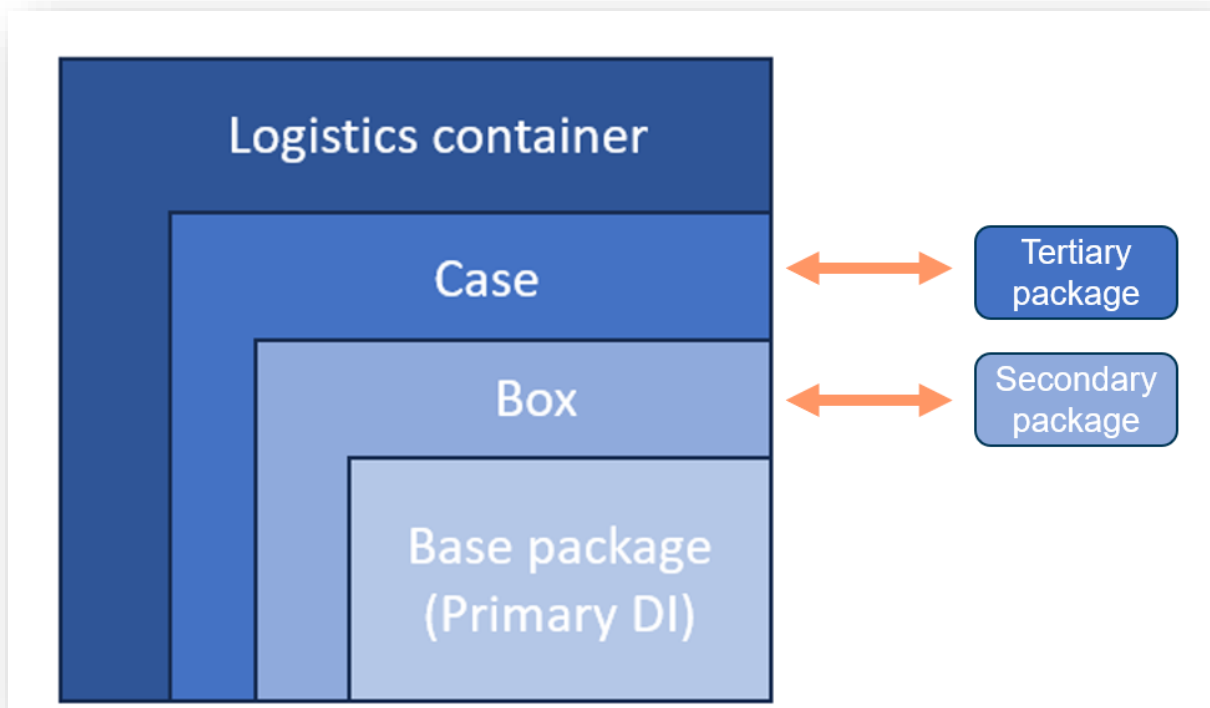 Logistics container
Case
Tertiary
package
Box
Secondary
package
Base package
(Primary DI)